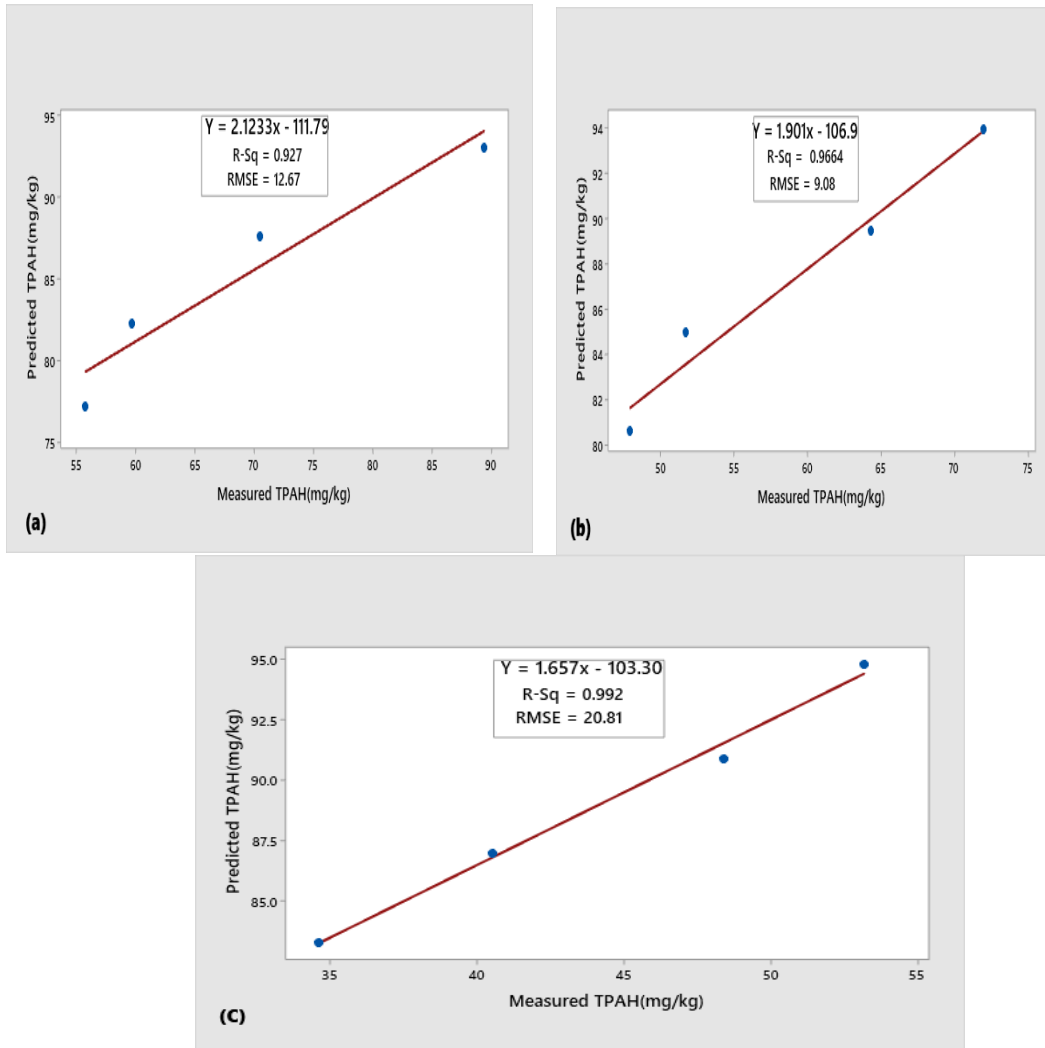 Y = 2.1233x - 111.79
R-Sq = 0.927
RMSE = 12.67
Predicted TPAH(mg/kg)
95
90
85
80
75
55 60 65 70 75 80 85 90
Measured TPAH(mg/kg)
(a)
Y = 1.901x - 106.9
R-Sq = 0.9664
RMSE = 9.08
Predicted TPAH(mg/kg)
94
92
90
88
86
84
82
80
50 55 60 65 70 75
Measured TPAH(mg/kg)
(b)
Y = 1.657x - 103.30
R-Sq = 0.992
RMSE = 20.81
Predicted TPAH(mg/kg)
95.0
92.5
90.0
87.5
85.0
35 40 45 50 55
Measured TPAH(mg/kg)
(C)